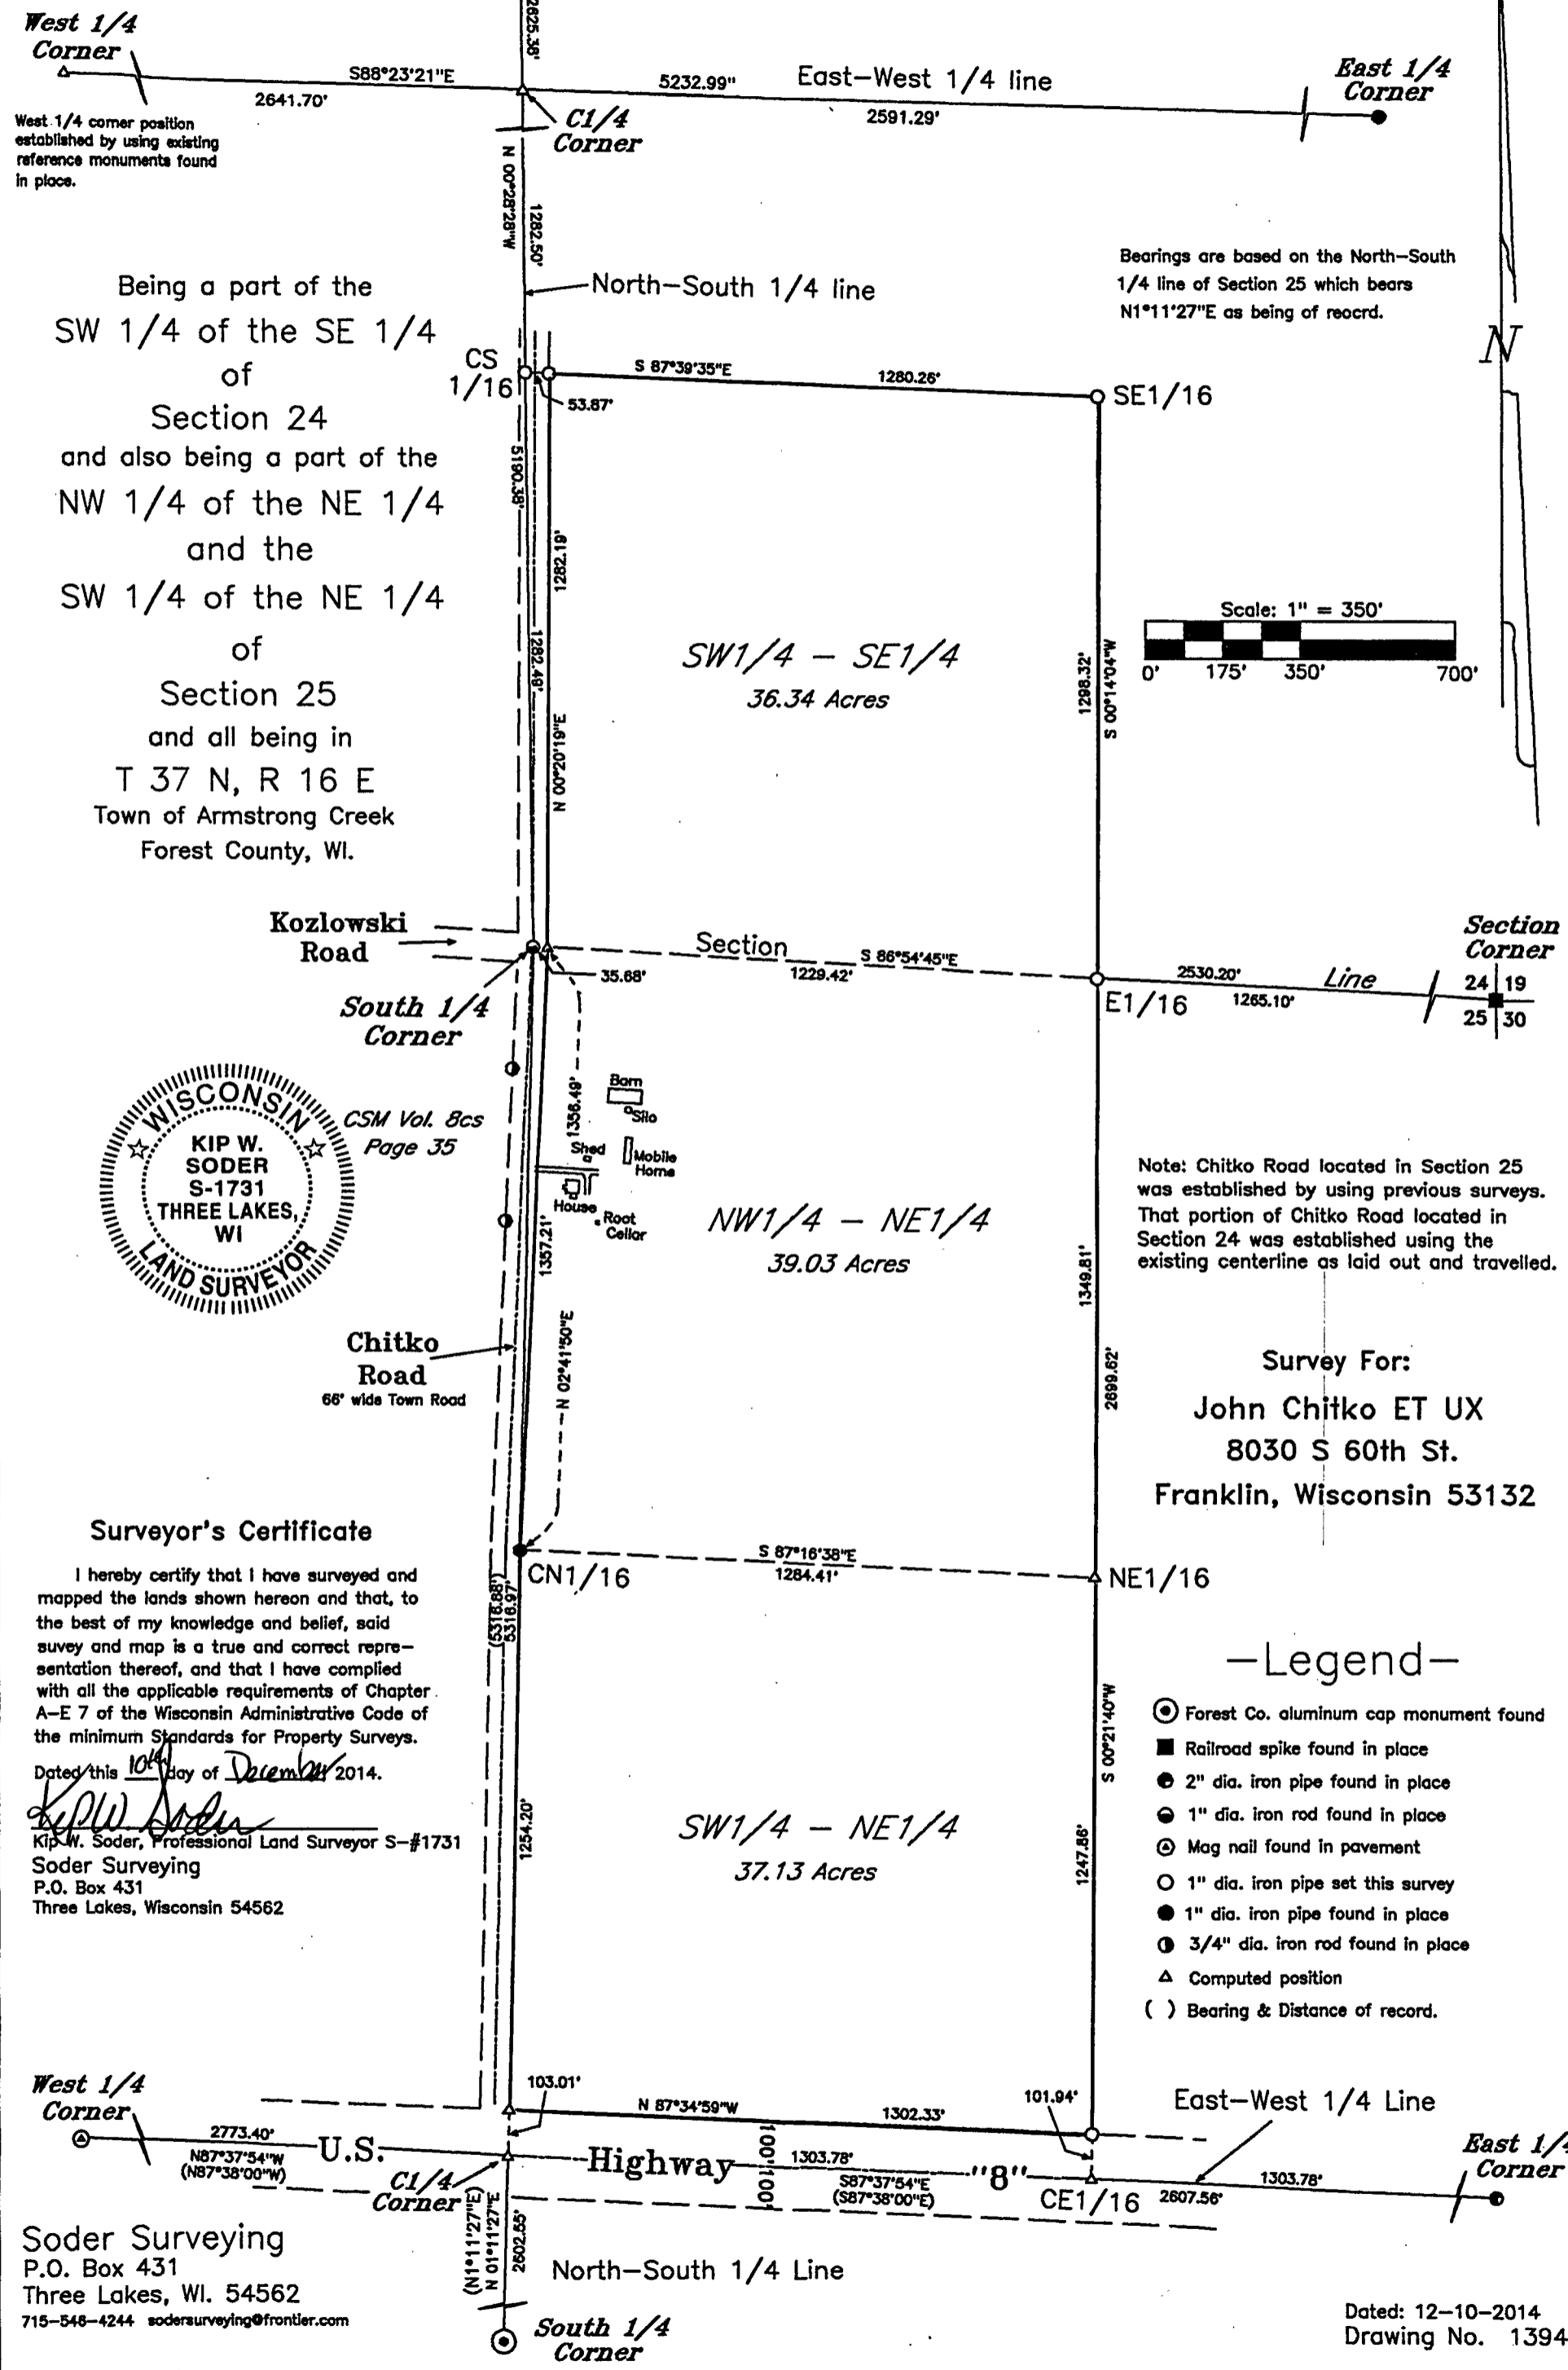 West 1/4
Corner
S88°23'21"E
2641.70'
2625.38'
5232.99"
East-West 1/4 line
2591.29'
East 1/4
Corner
C1/4
Corner
West 1/4 corner position
established by using existing
reference monuments found
in place.
N 00°28'28"W
1282.50'
North-South 1/4 line
Bearings are based on the North-South
1/4 line of Section 25 which bears
N1°11'27"E as being of reocrd.
N
Being a part of the
SW 1/4 of the SE 1/4
of
Section 24
and also being a part of the
NW 1/4 of the NE 1/4
and the
SW 1/4 of the NE 1/4
of
Section 25
and all being in
T 37 N, R 16 E
Town of Armstrong Creek
Forest County, WI.
CS
1/16
53.87'
S 87°39'35"E
1280.26'
SE1/16
5190.38'
1282.19'
1282.49'
N 00°20'19"E
SW1/4 - SE1/4
36.34 Acres
1298.32'
S 00°14'04"W
Scale: 1" = 350'
0' 175' 350' 700'
Kozlowski
Road
Section
S 86°54'45"E
1229.42'
35.68'
South 1/4
Corner
E1/16
2530.20'
Line
1265.10'
Section
Corner
24 19
25 30
WISCONSIN
KIP W.
SODER
S-1731
THREE LAKES,
WI
LAND SURVEYOR
CSM Vol. 8cs
Page 35
1356.49'
Barn
Silo
Shed
Mobile
Home
House
Root
Cellar
1357.21'
N 02°41'50"E
NW1/4 - NE1/4
39.03 Acres
1349.81'
2699.62'
Note: Chitko Road located in Section 25
was established by using previous surveys.
That portion of Chitko Road located in
Section 24 was established using the
existing centerline as laid out and travelled.
Chitko
Road
66' wide Town Road
Survey For:
John Chitko ET UX
8030 S 60th St.
Franklin, Wisconsin 53132
Surveyor's Certificate
I hereby certify that I have surveyed and
mapped the lands shown hereon and that, to
the best of my knowledge and belief, said
suvey and map is a true and correct repre-
sentation thereof, and that I have complied
with all the applicable requirements of Chapter
A-E 7 of the Wisconsin Administrative Code of
the minimum Standards for Property Surveys.
Dated this 10th day of December 2014.
Kip W. Soder
Kip W. Soder, Professional Land Surveyor S-#1731
Soder Surveying
P.O. Box 431
Three Lakes, Wisconsin 54562
CN1/16
S 87°16'38"E
1284.41'
NE1/16
(5316.88')
5316.97'
1254.20'
SW1/4 - NE1/4
37.13 Acres
S 00°21'40"W
1247.86'
-Legend-
Forest Co. aluminum cap monument found
Railroad spike found in place
2" dia. iron pipe found in place
1" dia. iron rod found in place
Mag nail found in pavement
1" dia. iron pipe set this survey
1" dia. iron pipe found in place
3/4" dia. iron rod found in place
Computed position
( ) Bearing & Distance of record.
West 1/4
Corner
2773.40'
N87°37'54"W
(N87°38'00"W)
103.01'
N 87°34'59"W
1302.33'
101.94'
East-West 1/4 Line
U.S. Highway "8"
100' 100'
1303.78'
S87°37'54"E
(S87°38'00"E)
C1/4
Corner
CE1/16
2607.56'
1303.78'
East 1/4
Corner
(N1°11'27"E)
N 01°11'27"E
2602.65'
North-South 1/4 Line
South 1/4
Corner
Soder Surveying
P.O. Box 431
Three Lakes, WI. 54562
715-546-4244 sodersurveying@frontier.com
Dated: 12-10-2014
Drawing No. 1394